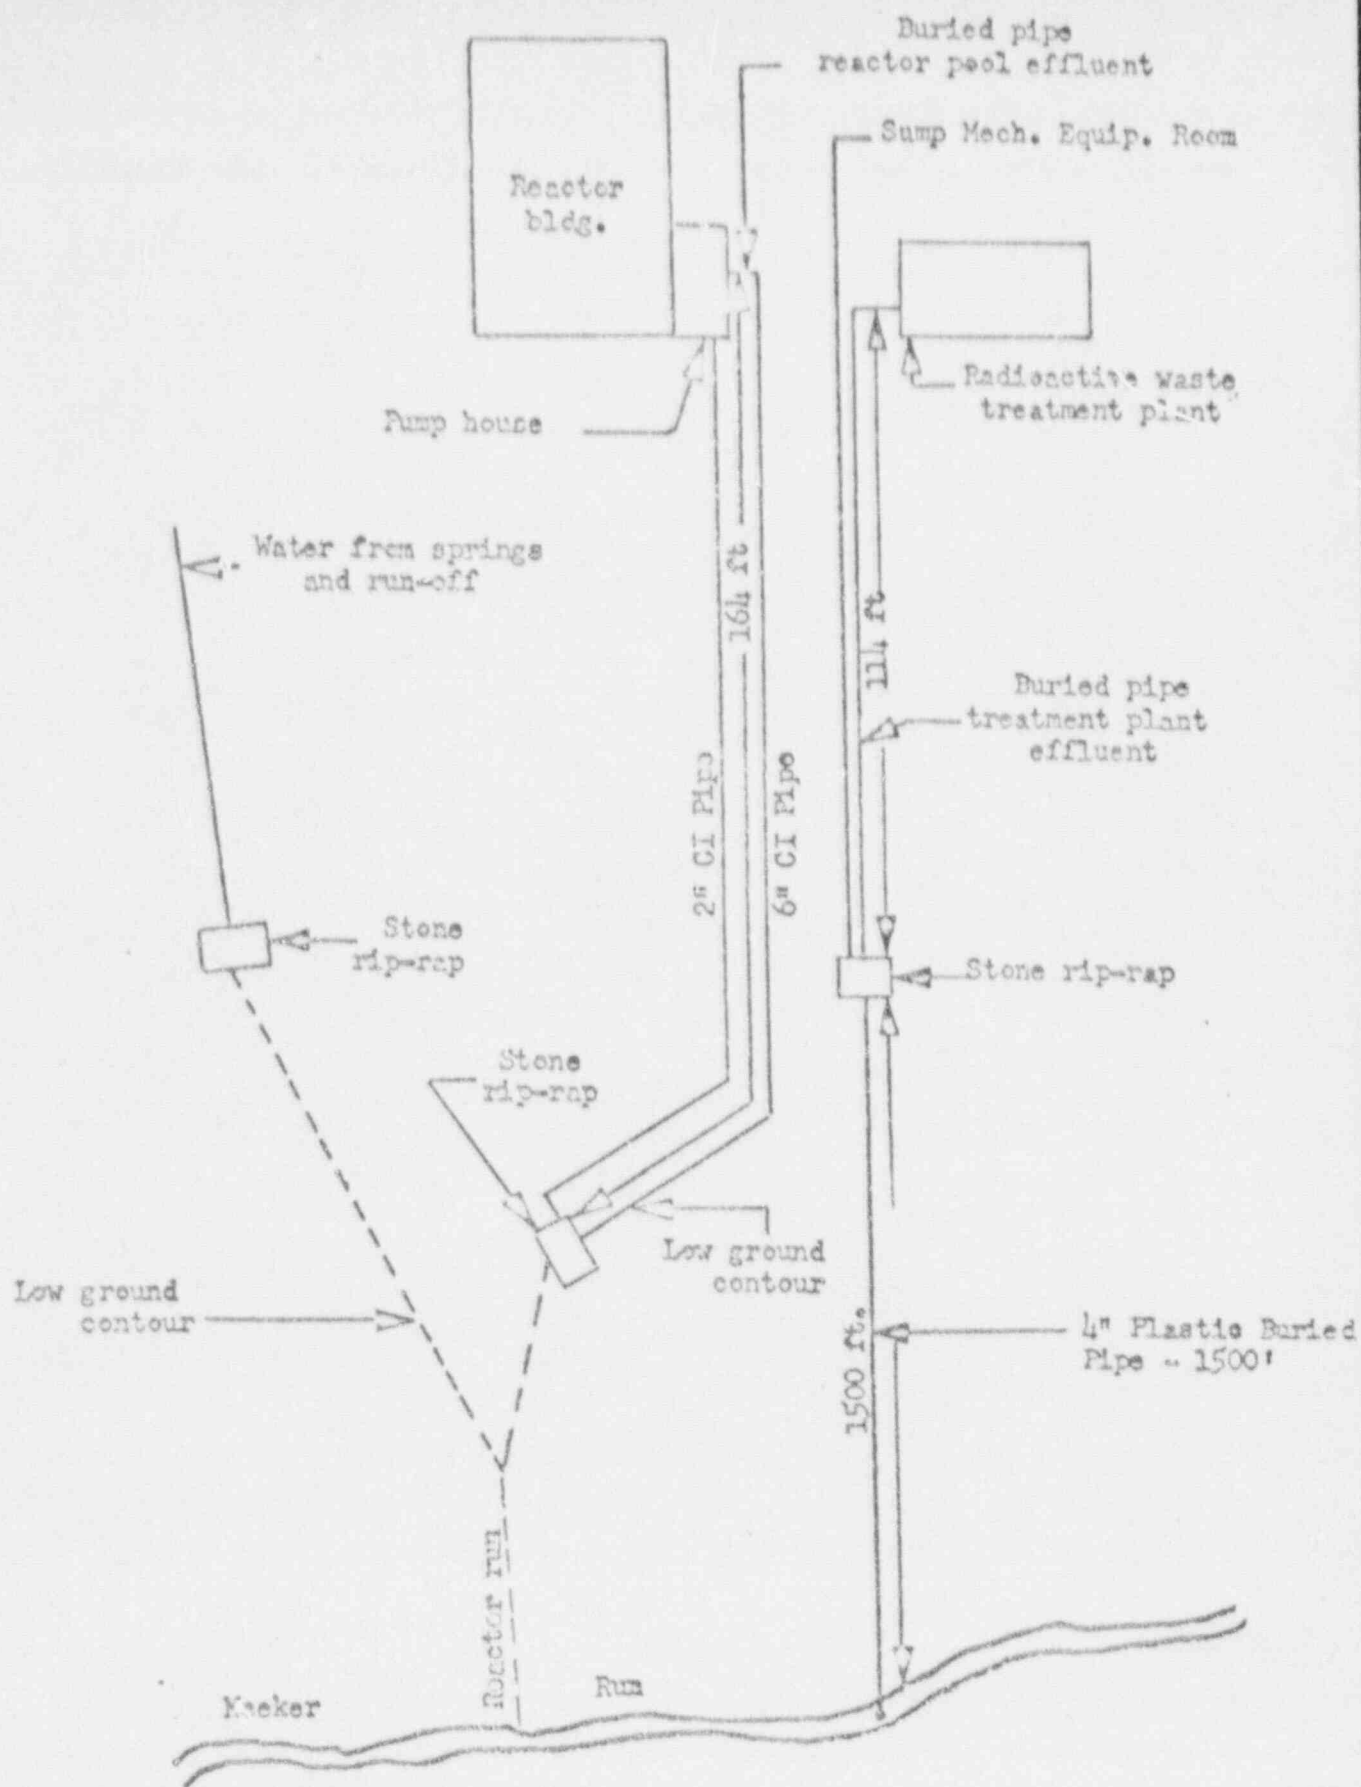 Buried pipe
reactor pool effluent
Sump Mech. Equip. Room
Reactor
bldg.
Radioactive waste
treatment plant
Pump house
Water from springs
and run-off
164 ft
114 ft
Buried pipe
treatment plant
effluent
2" CI Pipe
6" CI Pipe
Stone
rip-rap
Stone rip-rap
Stone
rip-rap
Low ground
contour
Low ground
contour
4" Plastic Buried
Pipe - 1500'
1500 ft.
Reactor run
Meeker
Run